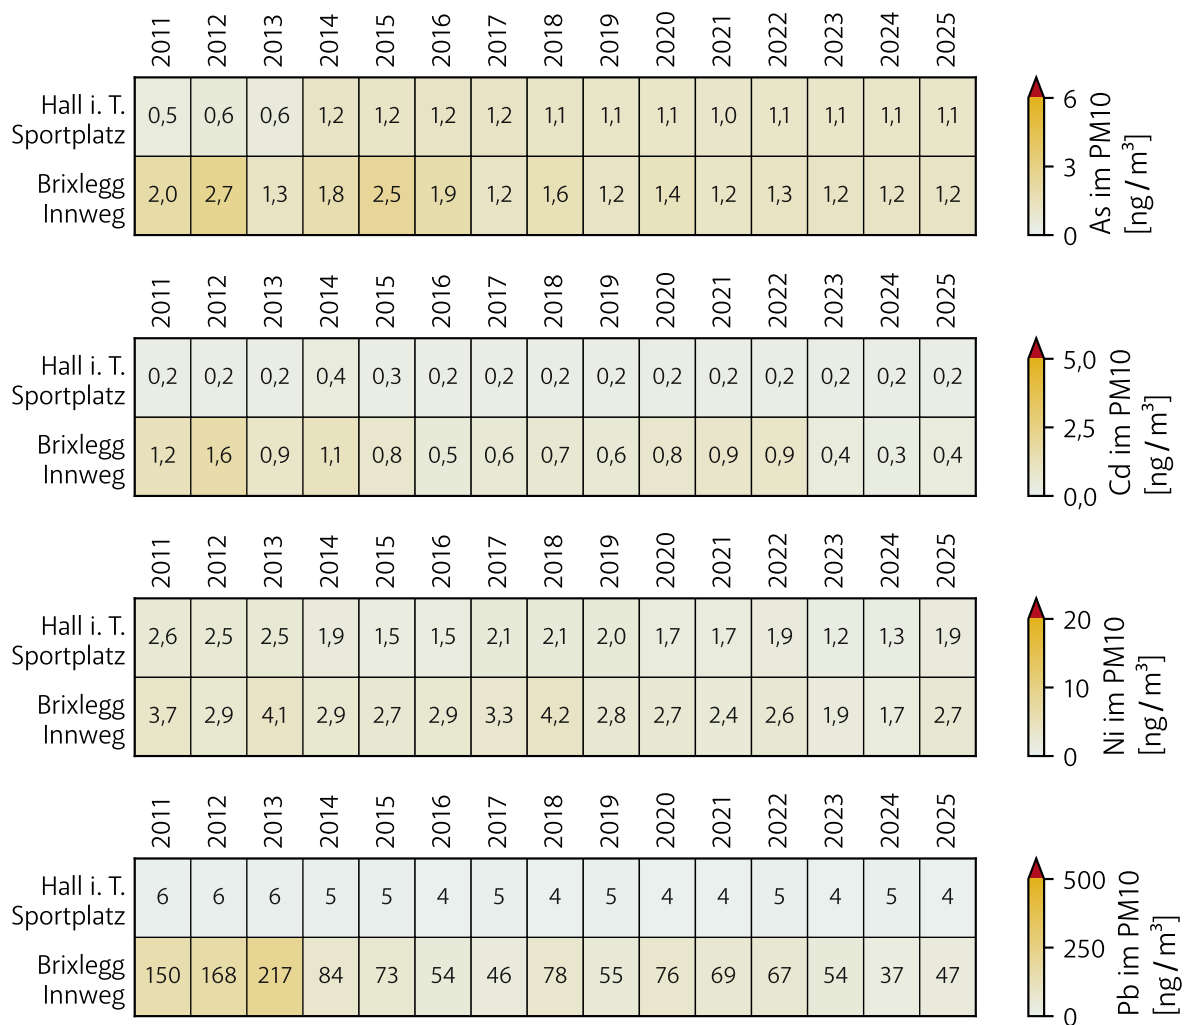 2011 2012 2013 2014 2015 2016 2017 2018 2019 2020 2021 2022 2023 2024 2025
Hall i. T.
Sportplatz
0,5 0,6 0,6 1,2 1,2 1,2 1,2 1,1 1,1 1,1 1,0 1,1 1,1 1,1 1,1
Brixlegg
Innweg
2,0 2,7 1,3 1,8 2,5 1,9 1,2 1,6 1,2 1,4 1,2 1,3 1,2 1,2 1,2
6
3
0
As im PM10
[ng / m³]
2011 2012 2013 2014 2015 2016 2017 2018 2019 2020 2021 2022 2023 2024 2025
Hall i. T.
Sportplatz
0,2 0,2 0,2 0,4 0,3 0,2 0,2 0,2 0,2 0,2 0,2 0,2 0,2 0,2 0,2
Brixlegg
Innweg
1,2 1,6 0,9 1,1 0,8 0,5 0,6 0,7 0,6 0,8 0,9 0,9 0,4 0,3 0,4
5,0
2,5
0,0
Cd im PM10
[ng / m³]
2011 2012 2013 2014 2015 2016 2017 2018 2019 2020 2021 2022 2023 2024 2025
Hall i. T.
Sportplatz
2,6 2,5 2,5 1,9 1,5 1,5 2,1 2,1 2,0 1,7 1,7 1,9 1,2 1,3 1,9
Brixlegg
Innweg
3,7 2,9 4,1 2,9 2,7 2,9 3,3 4,2 2,8 2,7 2,4 2,6 1,9 1,7 2,7
20
10
0
Ni im PM10
[ng / m³]
2011 2012 2013 2014 2015 2016 2017 2018 2019 2020 2021 2022 2023 2024 2025
Hall i. T.
Sportplatz
6 6 6 5 5 4 5 4 5 4 4 5 4 5 4
Brixlegg
Innweg
150 168 217 84 73 54 46 78 55 76 69 67 54 37 47
500
250
0
Pb im PM10
[ng / m³]